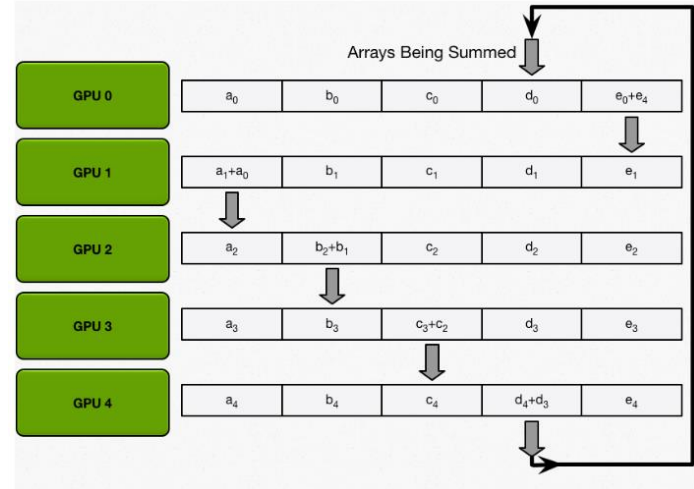 Arrays Being Summed
GPU 0 a₀ b₀ c₀ d₀ e₀+e₄
GPU 1 a₁+a₀ b₁ c₁ d₁ e₁
GPU 2 a₂ b₂+b₁ c₂ d₂ e₂
GPU 3 a₃ b₃ c₃+c₂ d₃ e₃
GPU 4 a₄ b₄ c₄ d₄+d₃ e₄